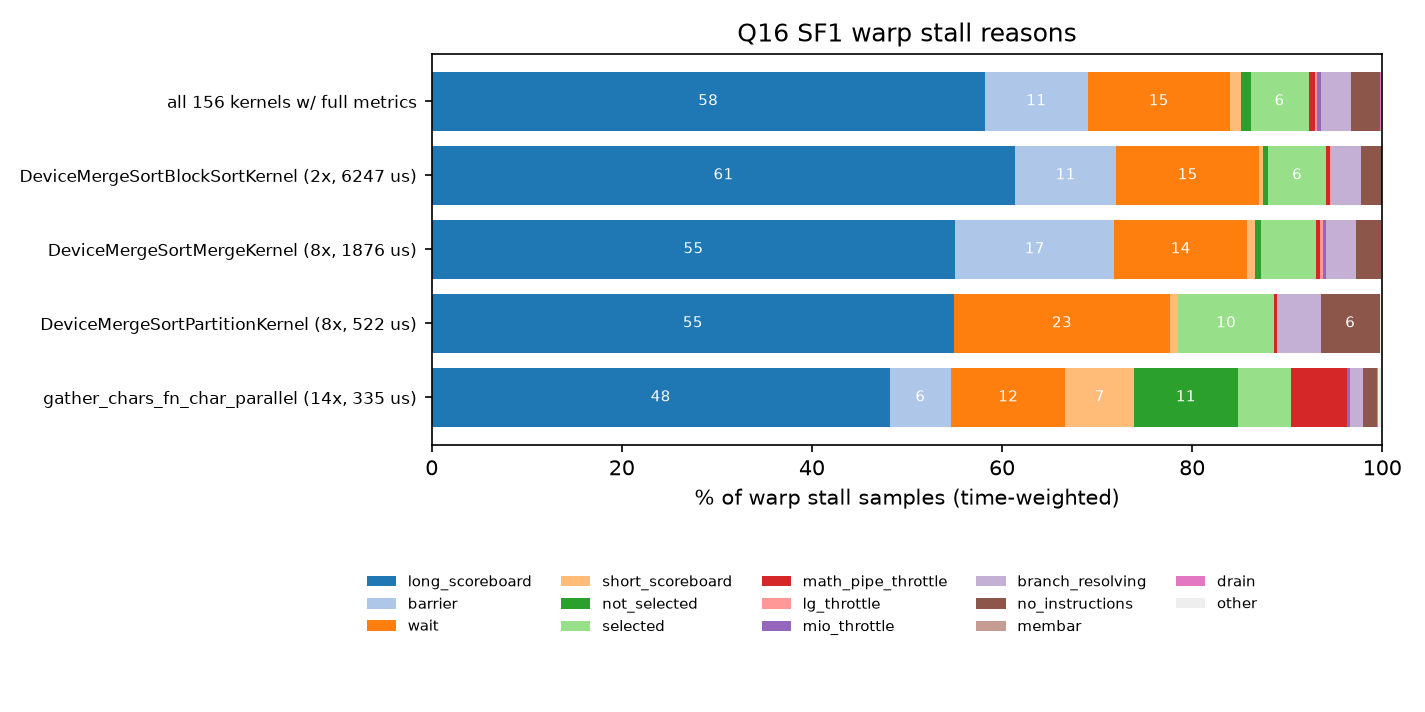 Q16 SF1 warp stall reasons
all 156 kernels w/ full metrics
58 11 15 6
DeviceMergeSortBlockSortKernel (2x, 6247 us)
61 11 15 6
DeviceMergeSortMergeKernel (8x, 1876 us)
55 17 14
DeviceMergeSortPartitionKernel (8x, 522 us)
55 23 10 6
gather_chars_fn_char_parallel (14x, 335 us)
48 6 12 7 11
0 20 40 60 80 100
% of warp stall samples (time-weighted)
long_scoreboard short_scoreboard math_pipe_throttle branch_resolving drain
barrier not_selected lg_throttle no_instructions other
wait selected mio_throttle membar